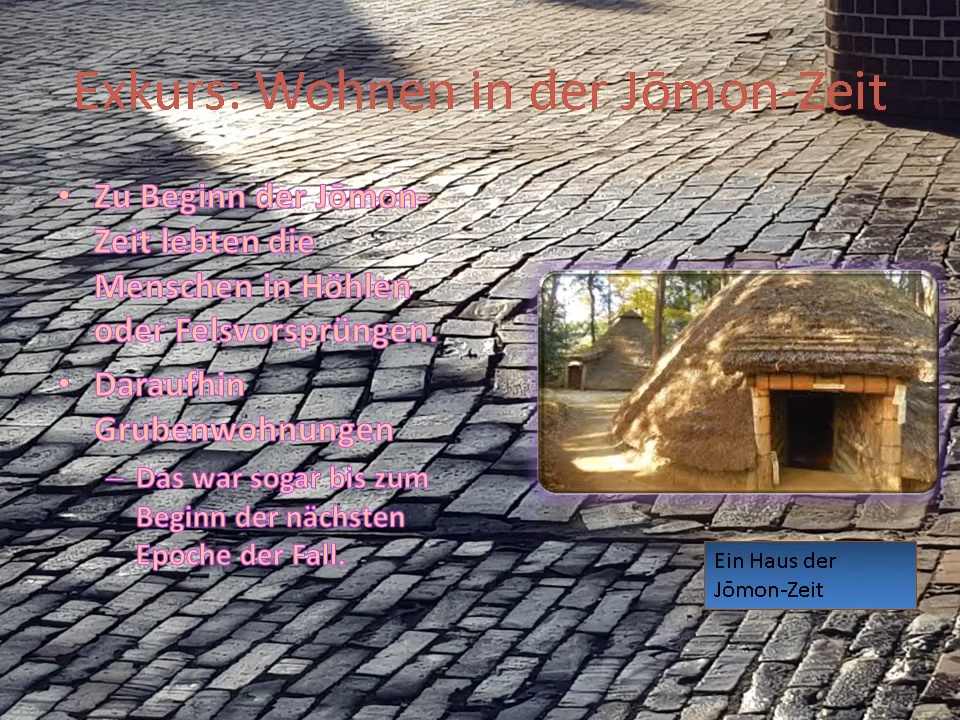 Exkurs: Wohnen in der Jōmon-Zeit
• Zu Beginn der Jōmon-
Zeit lebten die
Menschen in Höhlen
oder Felsvorsprüngen.
• Daraufhin
Grubenwohnungen
– Das war sogar bis zum
Beginn der nächsten
Epoche der Fall.
Ein Haus der
Jōmon-Zeit